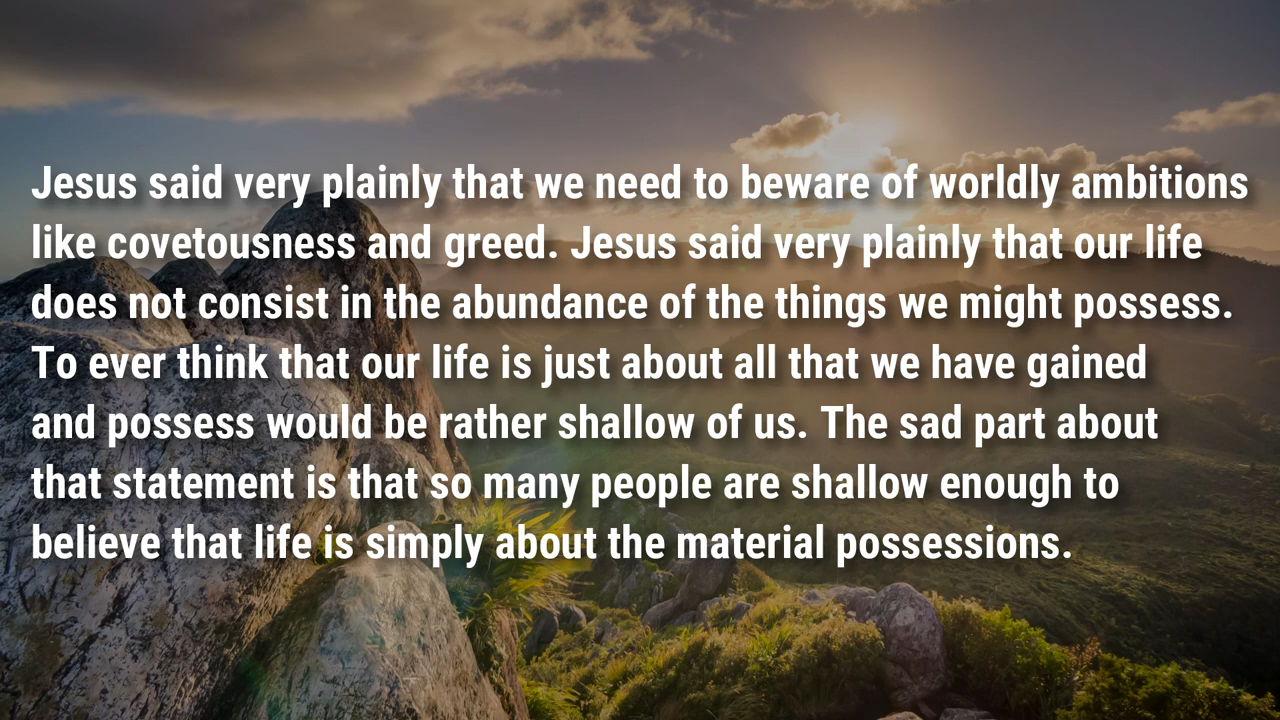 Jesus said very plainly that we need to beware of worldly ambitions
like covetousness and greed. Jesus said very plainly that our life
does not consist in the abundance of the things we might possess.
To ever think that our life is just about all that we have gained
and possess would be rather shallow of us. The sad part about
that statement is that so many people are shallow enough to
believe that life is simply about the material possessions.